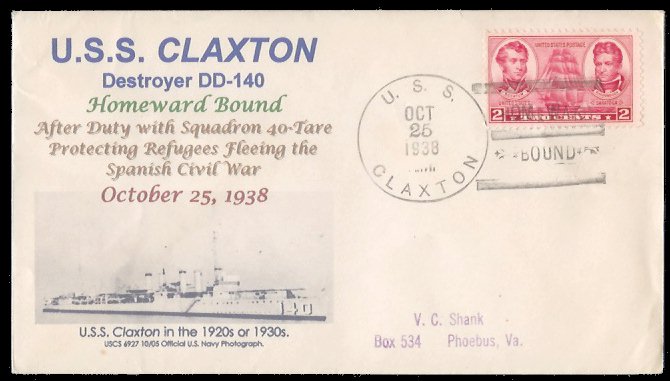 U.S.S. CLAXTON
Destroyer DD-140
Homeward Bound
After Duty with Squadron 40-Tare
Protecting Refugees Fleeing the
Spanish Civil War
October 25, 1938
U.S.S. Claxton in the 1920s or 1930s.
USCS 6927 10/05 Official U.S. Navy Photograph.
U. S. S.
OCT
25
1938
CLAXTON
BOUND
UNITED STATES POSTAGE
2 TWO CENTS 2
V. C. Shank
Box 534 Phoebus, Va.